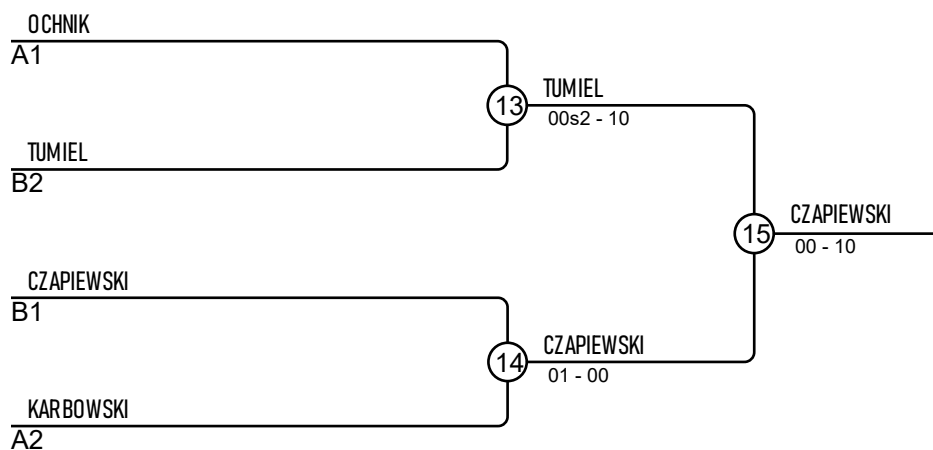 OCHNIK
A1
13
TUMIEL
00s2 - 10
TUMIEL
B2
15
CZAPIEWSKI
00 - 10
CZAPIEWSKI
B1
14
CZAPIEWSKI
01 - 00
KARBOWSKI
A2